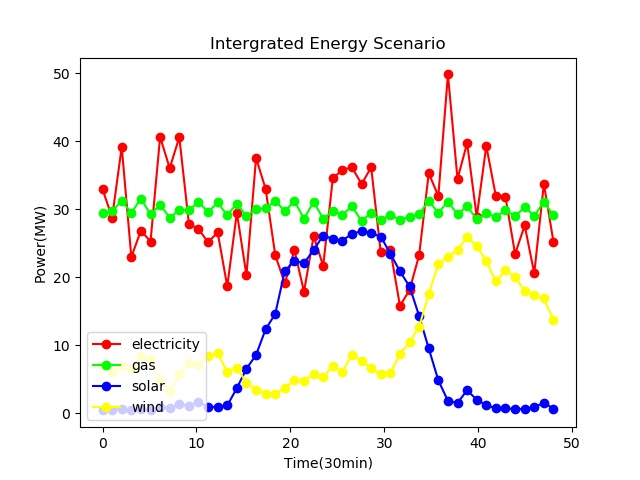 Intergrated Energy Scenario
Power(MW)
50
40
30
20
10
0
electricity
gas
solar
wind
0 10 20 30 40 50
Time(30min)